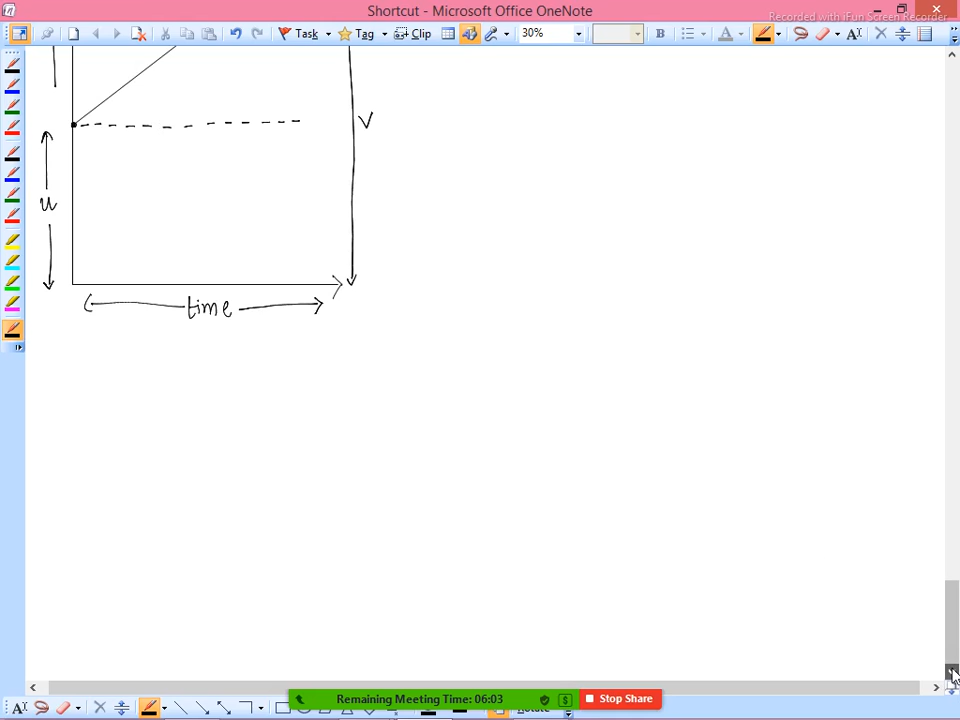 Shortcut - Microsoft Office OneNote
Recorded with iFun Screen Recorder
Task Tag Clip 30% B A A
v
u
time
A Rotate
Remaining Meeting Time: 06:03 $ Stop Share